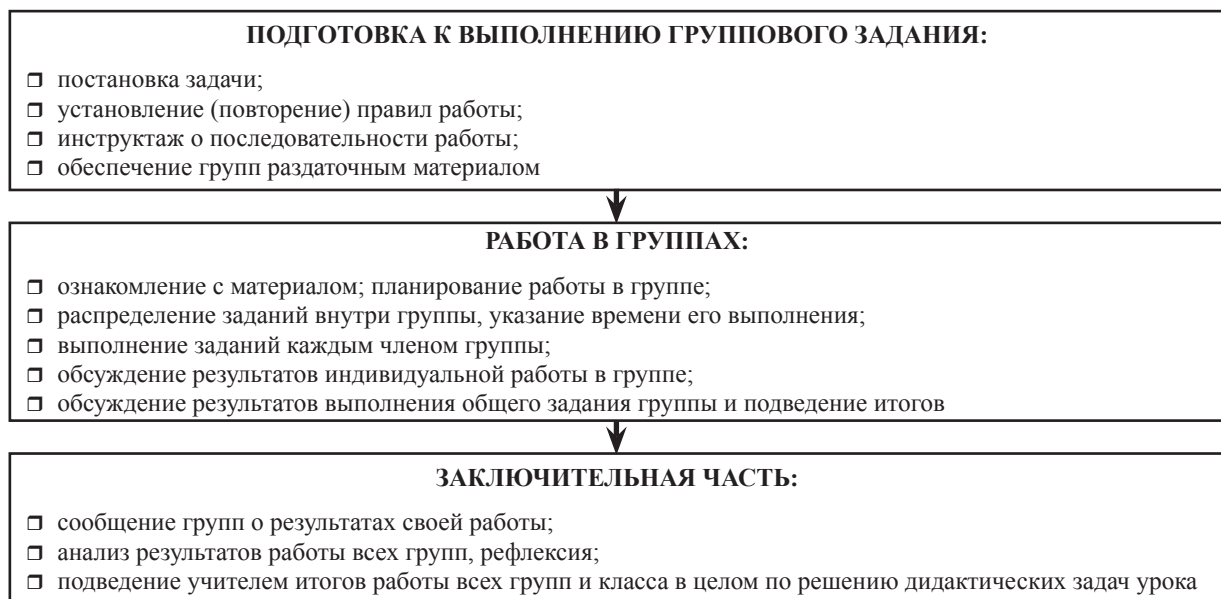 ПОДГОТОВКА К ВЫПОЛНЕНИЮ ГРУППОВОГО ЗАДАНИЯ:
❒ постановка задачи;
❒ установление (повторение) правил работы;
❒ инструктаж о последовательности работы;
❒ обеспечение групп раздаточным материалом
РАБОТА В ГРУППАХ:
❒ ознакомление с материалом; планирование работы в группе;
❒ распределение заданий внутри группы, указание времени его выполнения;
❒ выполнение заданий каждым членом группы;
❒ обсуждение результатов индивидуальной работы в группе;
❒ обсуждение результатов выполнения общего задания группы и подведение итогов
ЗАКЛЮЧИТЕЛЬНАЯ ЧАСТЬ:
❒ сообщение групп о результатах своей работы;
❒ анализ результатов работы всех групп, рефлексия;
❒ подведение учителем итогов работы всех групп и класса в целом по решению дидактических задач урока